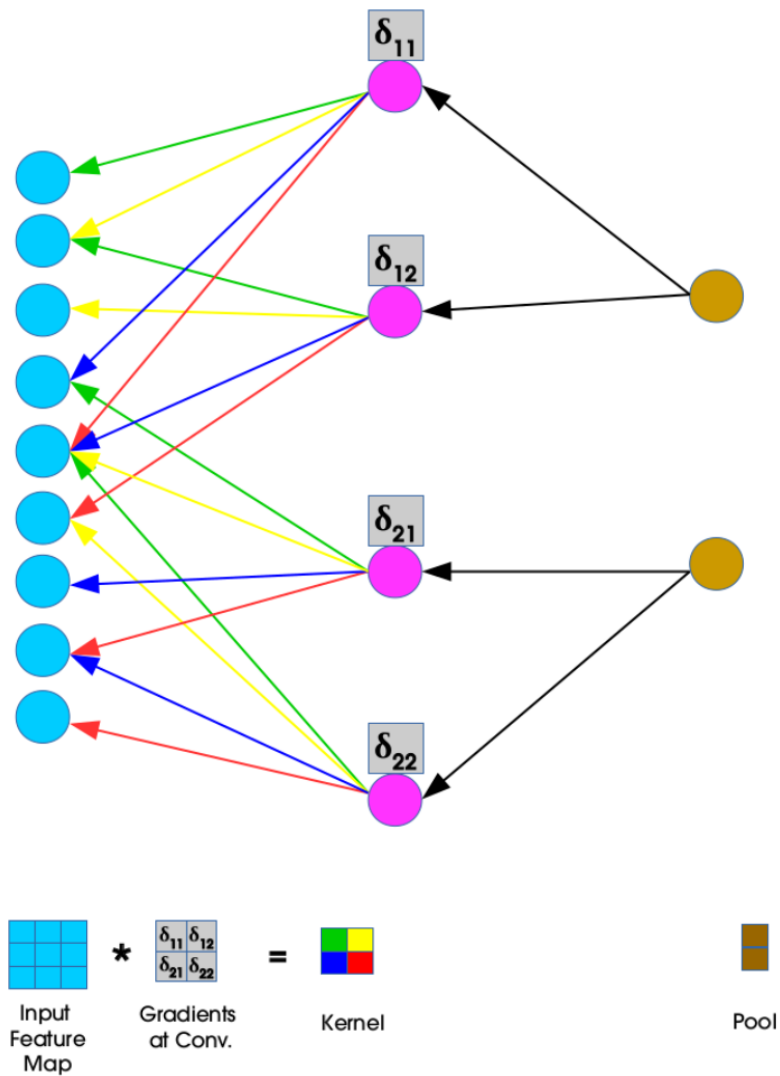 δ11
δ12
δ21
δ22
δ11 δ12
δ21 δ22
* =
Input
Feature
Map
Gradients
at Conv.
Kernel
Pool